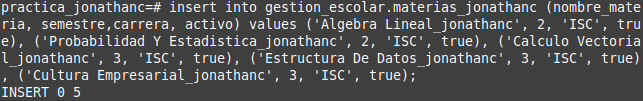 practica_jonathanc=# insert into gestion_escolar.materias_jonathanc (nombre_mate
ria, semestre,carrera, activo) values ('Algebra Lineal_jonathanc', 2, 'ISC', tru
e), ('Probabilidad Y Estadistica_jonathanc', 2, 'ISC', true), ('Calculo Vectoria
l_jonathanc', 3, 'ISC', true), ('Estructura De Datos_jonathanc', 3, 'ISC', true)
, ('Cultura Empresarial_jonathanc', 3, 'ISC', true);
INSERT 0 5